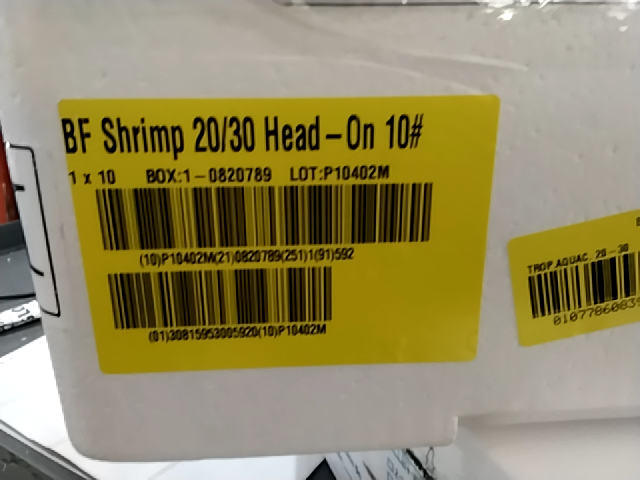 BF Shrimp 20/30 Head-On 10#
1 x 10 BOX:1-0820789 LOT:P10402M
(10)P10402M(21)0820789(251)1(91)592
(01)30815953005920(10)P10402M
TROP.AQUAC. 20-30